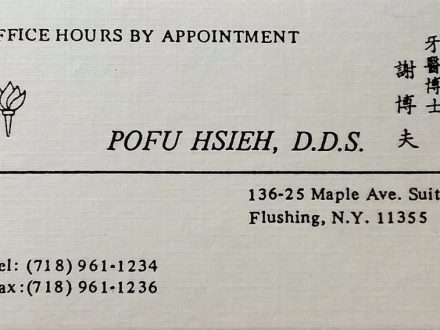 OFFICE HOURS BY APPOINTMENT
牙醫博士
謝博夫
POFU HSIEH, D.D.S.
136-25 Maple Ave. Suit
Flushing, N.Y. 11355
el: (718) 961-1234
ax:(718) 961-1236